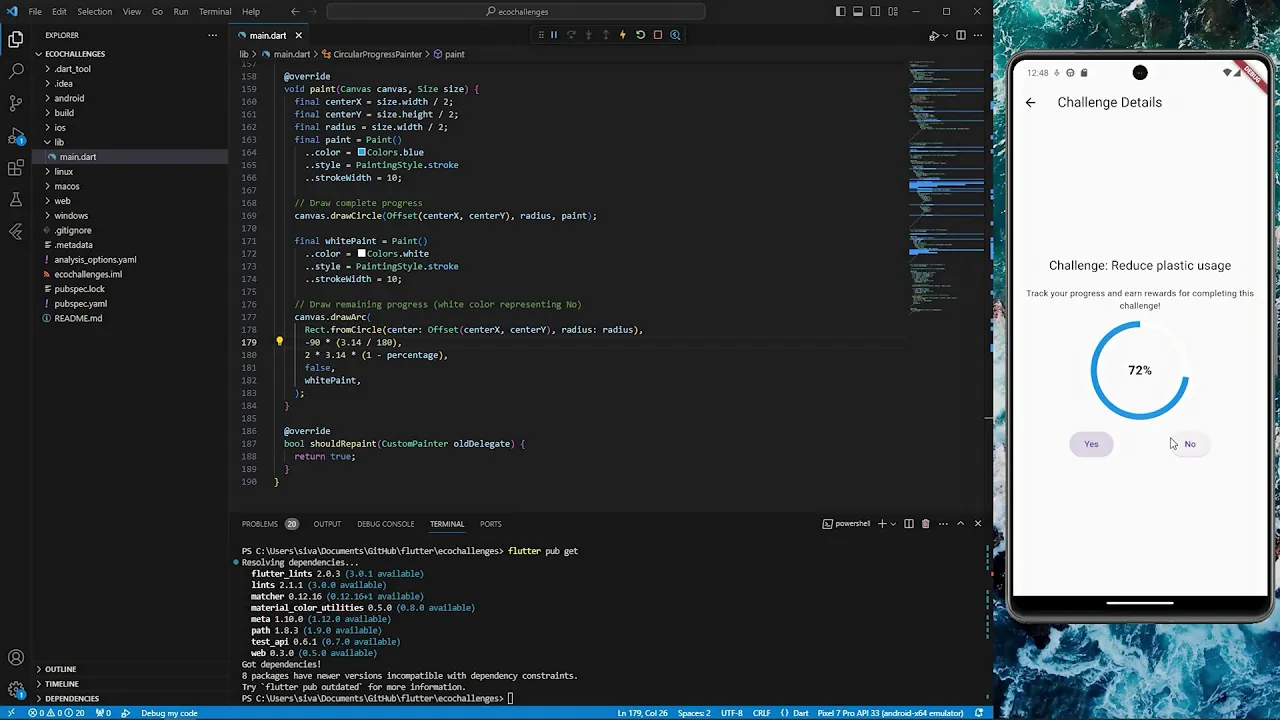 File Edit Selection View Go Run Terminal Help
ecochallenges
EXPLORER
ECOCHALLENGES
.dart_tool
.idea
android
build
ios
lib
main.dart
linux
macos
web
windows
.gitignore
.metadata
analysis_options.yaml
ecochallenges.iml
pubspec.lock
pubspec.yaml
README.md
OUTLINE
TIMELINE
DEPENDENCIES
main.dart
lib > main.dart > CircularProgressPainter > paint
157
158 @override
159 void paint(Canvas canvas, Size size) {
final centerX = size.width / 2;
final centerY = size.height / 2;
final radius = size.width / 2;
163 final paint = Paint()
164 ..color = Colors.blue
165 ..style = PaintingStyle.stroke
166 ..strokeWidth = 18;
167
168 // Draw complete progress
169 canvas.drawCircle(Offset(centerX, centerY), radius, paint);
170
171 final whitePaint = Paint()
172 ..color = Colors.white
173 ..style = PaintingStyle.stroke
174 ..strokeWidth = 18;
175
176 // Draw remaining progress (white color representing No)
177 canvas.drawArc(
178 Rect.fromCircle(center: Offset(centerX, centerY), radius: radius),
179 -90 * (3.14 / 180),
180 2 * 3.14 * (1 - percentage),
181 false,
182 whitePaint,
183 );
184 }
185
186 @override
187 bool shouldRepaint(CustomPainter oldDelegate) {
188 return true;
189 }
190 }
PROBLEMS 20 OUTPUT DEBUG CONSOLE TERMINAL PORTS
powershell
PS C:\Users\siva\Documents\GitHub\flutter\ecochallenges> flutter pub get
Resolving dependencies...
flutter_lints 2.0.3 (3.0.1 available)
lints 2.1.1 (3.0.0 available)
matcher 0.12.16 (0.12.16+1 available)
material_color_utilities 0.5.0 (0.8.0 available)
meta 1.10.0 (1.12.0 available)
path 1.8.3 (1.9.0 available)
test_api 0.6.1 (0.7.0 available)
web 0.3.0 (0.5.0 available)
Got dependencies!
8 packages have newer versions incompatible with dependency constraints.
Try `flutter pub outdated` for more information.
PS C:\Users\siva\Documents\GitHub\flutter\ecochallenges>
0 0 20 0 Debug my code
Ln 179, Col 26 Spaces: 2 UTF-8 CRLF {} Dart Pixel 7 Pro API 33 (android-x64 emulator)
12:48
DEBUG
Challenge Details
Challenge: Reduce plastic usage
Track your progress and earn rewards for completing this
challenge!
72%
Yes No